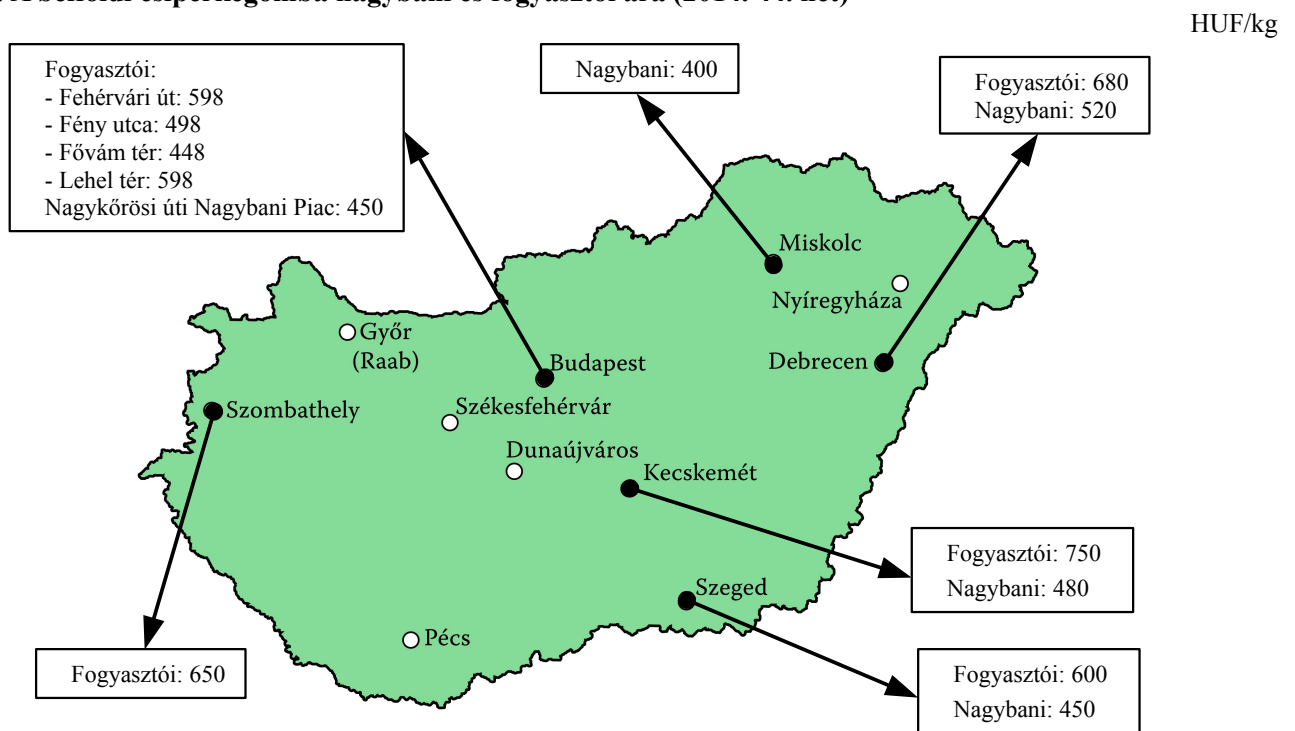 HUF/kg
Fogyasztói:
- Fehérvári út: 598
- Fény utca: 498
- Fővám tér: 448
- Lehel tér: 598
Nagykőrösi úti Nagybani Piac: 450
Nagybani: 400
Fogyasztói: 680
Nagybani: 520
Miskolc
Nyíregyháza
Győr
(Raab)
Budapest
Debrecen
Szombathely
Székesfehérvár
Dunaújváros
Kecskemét
Fogyasztói: 750
Nagybani: 480
Szeged
Pécs
Fogyasztói: 650
Fogyasztói: 600
Nagybani: 450